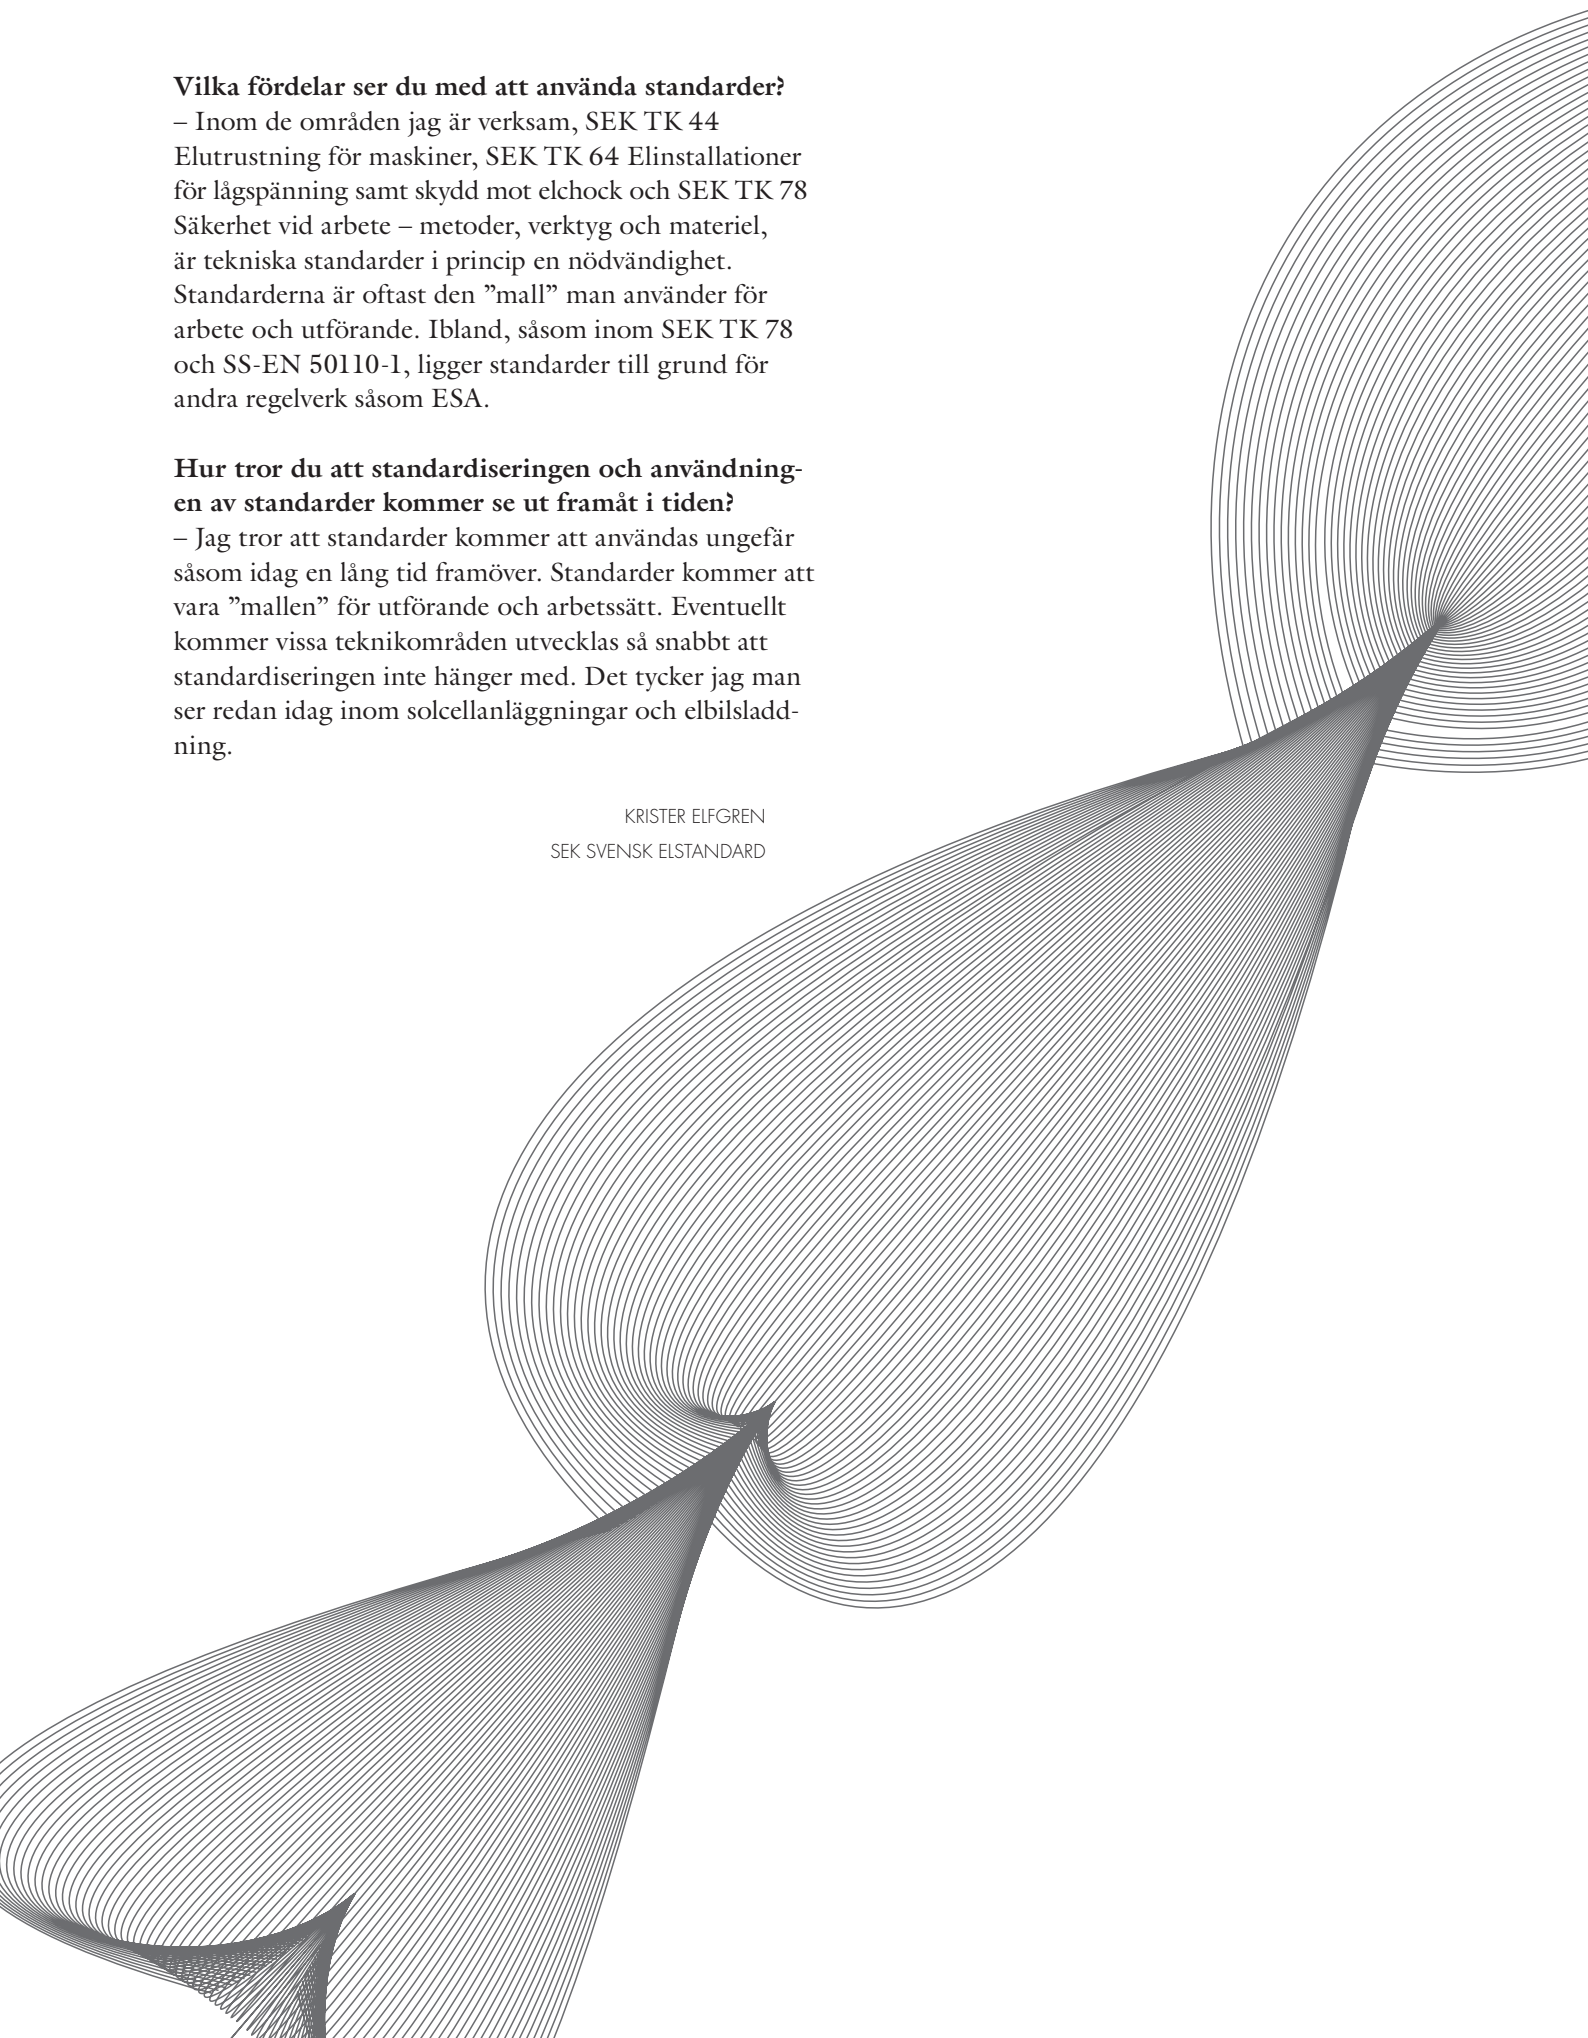 Vilka fördelar ser du med att använda standarder?
– Inom de områden jag är verksam, SEK TK 44
Elutrustning för maskiner, SEK TK 64 Elinstallationer
för lågspänning samt skydd mot elchock och SEK TK 78
Säkerhet vid arbete – metoder, verktyg och materiel,
är tekniska standarder i princip en nödvändighet.
Standarderna är oftast den ”mall” man använder för
arbete och utförande. Ibland, såsom inom SEK TK 78
och SS-EN 50110-1, ligger standarder till grund för
andra regelverk såsom ESA.
Hur tror du att standardiseringen och användning-
en av standarder kommer se ut framåt i tiden?
– Jag tror att standarder kommer att användas ungefär
såsom idag en lång tid framöver. Standarder kommer att
vara ”mallen” för utförande och arbetssätt. Eventuellt
kommer vissa teknikområden utvecklas så snabbt att
standardiseringen inte hänger med. Det tycker jag man
ser redan idag inom solcellanläggningar och elbilsladd-
ning.
KRISTER ELFGREN
SEK SVENSK ELSTANDARD